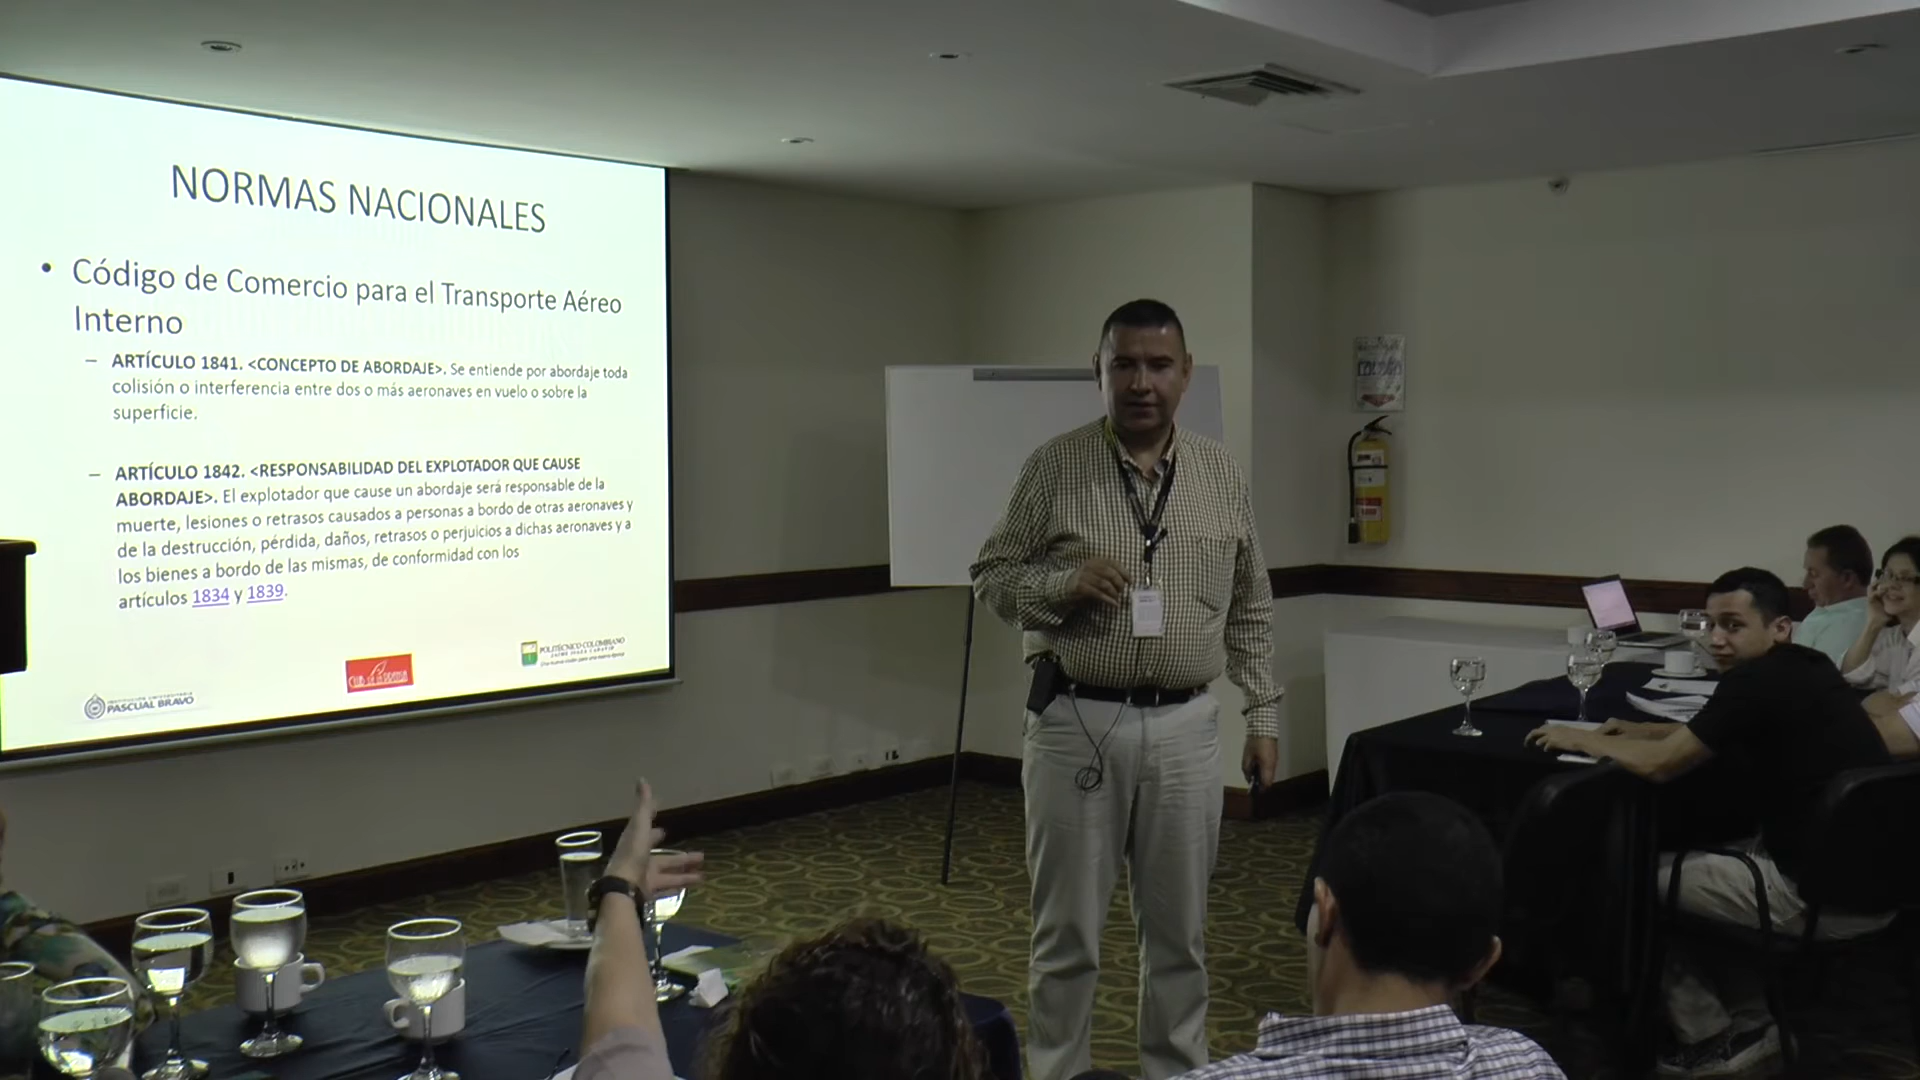 NORMAS NACIONALES
• Código de Comercio para el Transporte Aéreo
Interno
– ARTÍCULO 1841. <CONCEPTO DE ABORDAJE>. Se entiende por abordaje toda
colisión o interferencia entre dos o más aeronaves en vuelo o sobre la
superficie.
– ARTÍCULO 1842. <RESPONSABILIDAD DEL EXPLOTADOR QUE CAUSE
ABORDAJE>. El explotador que cause un abordaje será responsable de la
muerte, lesiones o retrasos causados a personas a bordo de otras aeronaves y
de la destrucción, pérdida, daños, retrasos o perjuicios a dichas aeronaves y a
los bienes a bordo de las mismas, de conformidad con los
artículos 1834 y 1839.
POLITÉCNICO COLOMBIANO
CLUB de la PRENSA
PASCUAL BRAVO